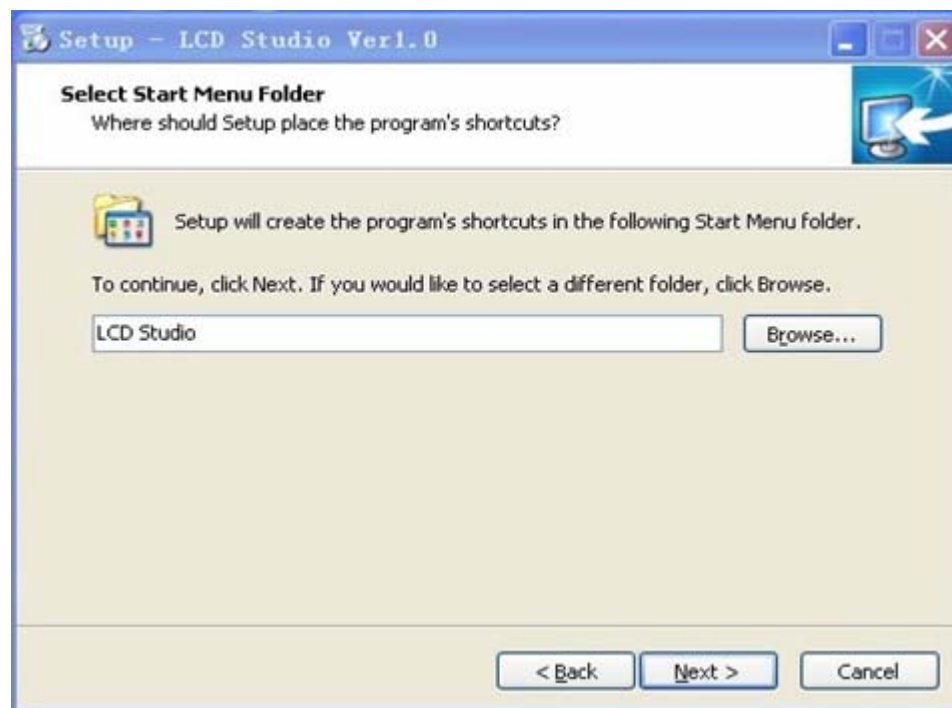 Setup - LCD Studio Ver1.0
Select Start Menu Folder
Where should Setup place the program's shortcuts?
Setup will create the program's shortcuts in the following Start Menu folder.
To continue, click Next. If you would like to select a different folder, click Browse.
LCD Studio
Browse...
< Back
Next >
Cancel